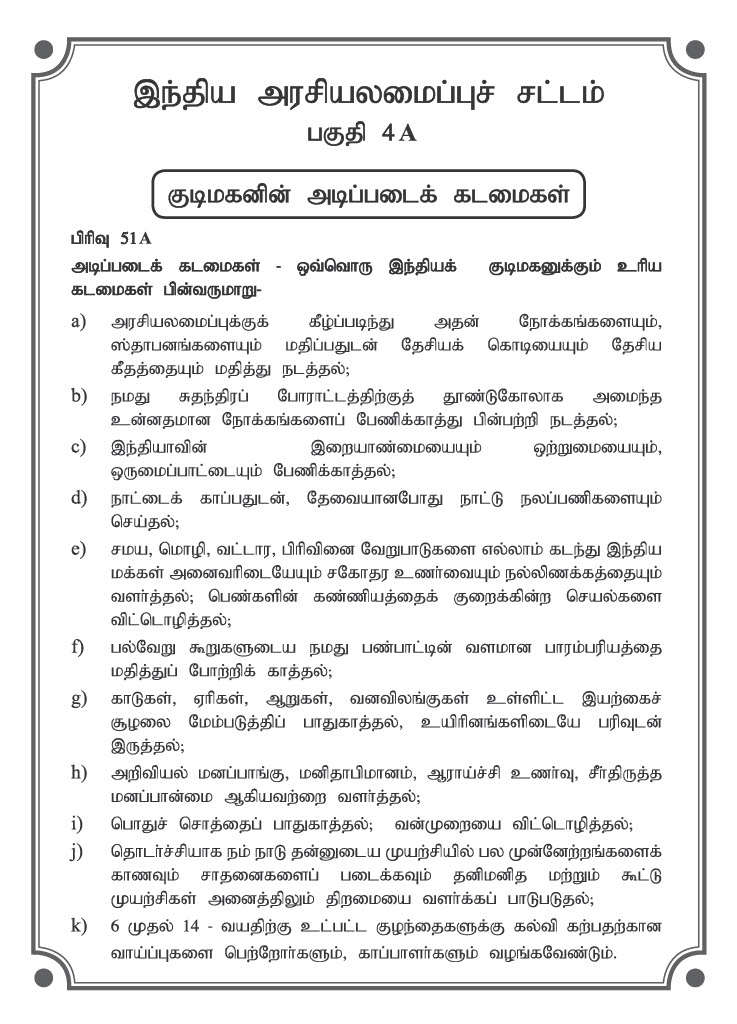 இந்திய அரசியலமைப்புச் சட்டம்
பகுதி 4A
குடிமகனின் அடிப்படைக் கடமைகள்
பிரிவு 51A
அடிப்படைக் கடமைகள் - ஒவ்வொரு இந்தியக் குடிமகனுக்கும் உரிய
கடமைகள் பின்வருமாறு-
a) அரசியலமைப்புக்குக் கீழ்ப்படிந்து அதன் நோக்கங்களையும்,
ஸ்தாபனங்களையும் மதிப்பதுடன் தேசியக் கொடியையும் தேசிய
கீதத்தையும் மதித்து நடத்தல்;
b) நமது சுதந்திரப் போராட்டத்திற்குத் தூண்டுகோலாக அமைந்த
உன்னதமான நோக்கங்களைப் பேணிக்காத்து பின்பற்றி நடத்தல்;
c) இந்தியாவின் இறையாண்மையையும் ஒற்றுமையையும்,
ஒருமைப்பாட்டையும் பேணிக்காத்தல்;
d) நாட்டைக் காப்பதுடன், தேவையானபோது நாட்டு நலப்பணிகளையும்
செய்தல்;
e) சமய, மொழி, வட்டார, பிரிவினை வேறுபாடுகளை எல்லாம் கடந்து இந்திய
மக்கள் அனைவரிடையேயும் சகோதர உணர்வையும் நல்லிணக்கத்தையும்
வளர்த்தல்; பெண்களின் கண்ணியத்தைக் குறைக்கின்ற செயல்களை
விட்டொழித்தல்;
f) பல்வேறு கூறுகளுடைய நமது பண்பாட்டின் வளமான பாரம்பரியத்தை
மதித்துப் போற்றிக் காத்தல்;
g) காடுகள், ஏரிகள், ஆறுகள், வனவிலங்குகள் உள்ளிட்ட இயற்கைச்
சூழலை மேம்படுத்திப் பாதுகாத்தல், உயிரினங்களிடையே பரிவுடன்
இருத்தல்;
h) அறிவியல் மனப்பாங்கு, மனிதாபிமானம், ஆராய்ச்சி உணர்வு, சீர்திருத்த
மனப்பான்மை ஆகியவற்றை வளர்த்தல்;
i) பொதுச் சொத்தைப் பாதுகாத்தல்; வன்முறையை விட்டொழித்தல்;
j) தொடர்ச்சியாக நம் நாடு தன்னுடைய முயற்சியில் பல முன்னேற்றங்களைக்
காணவும் சாதனைகளைப் படைக்கவும் தனிமனித மற்றும் கூட்டு
முயற்சிகள் அனைத்திலும் திறமையை வளர்க்கப் பாடுபடுதல்;
k) 6 முதல் 14 - வயதிற்கு உட்பட்ட குழந்தைகளுக்கு கல்வி கற்பதற்கான
வாய்ப்புகளை பெற்றோர்களும், காப்பாளர்களும் வழங்கவேண்டும்.